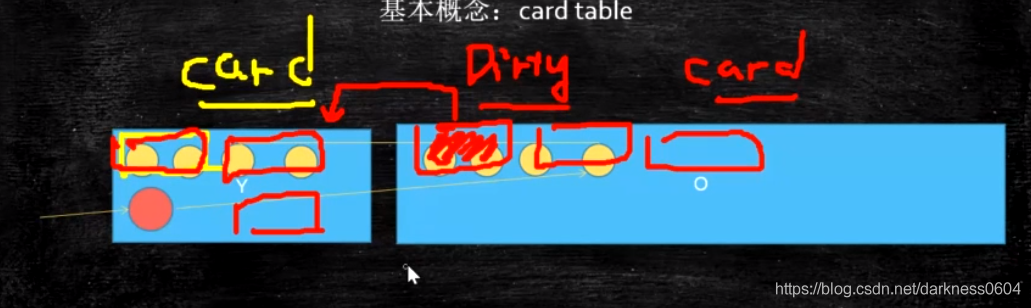 基本概念：card table
card Dirty card
Y
O
https://blog.csdn.net/darkness0604